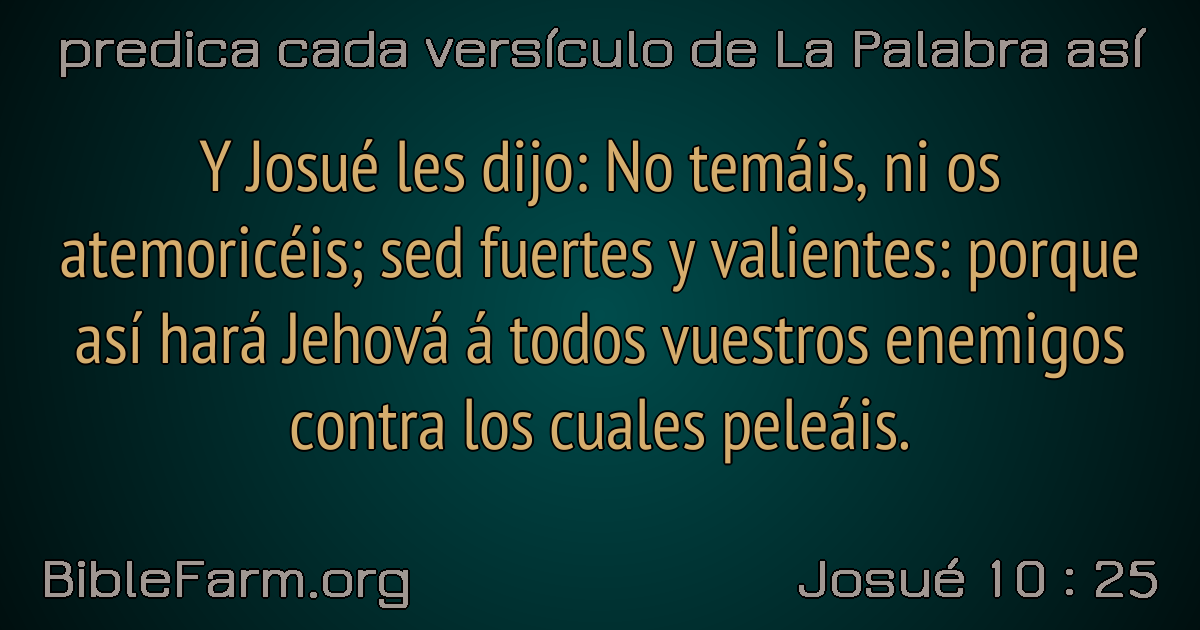 predica cada versículo de La Palabra así
Y Josué les dijo: No temáis, ni os
atemoricéis; sed fuertes y valientes: porque
así hará Jehová á todos vuestros enemigos
contra los cuales peleáis.
BibleFarm.org
Josué 10 : 25